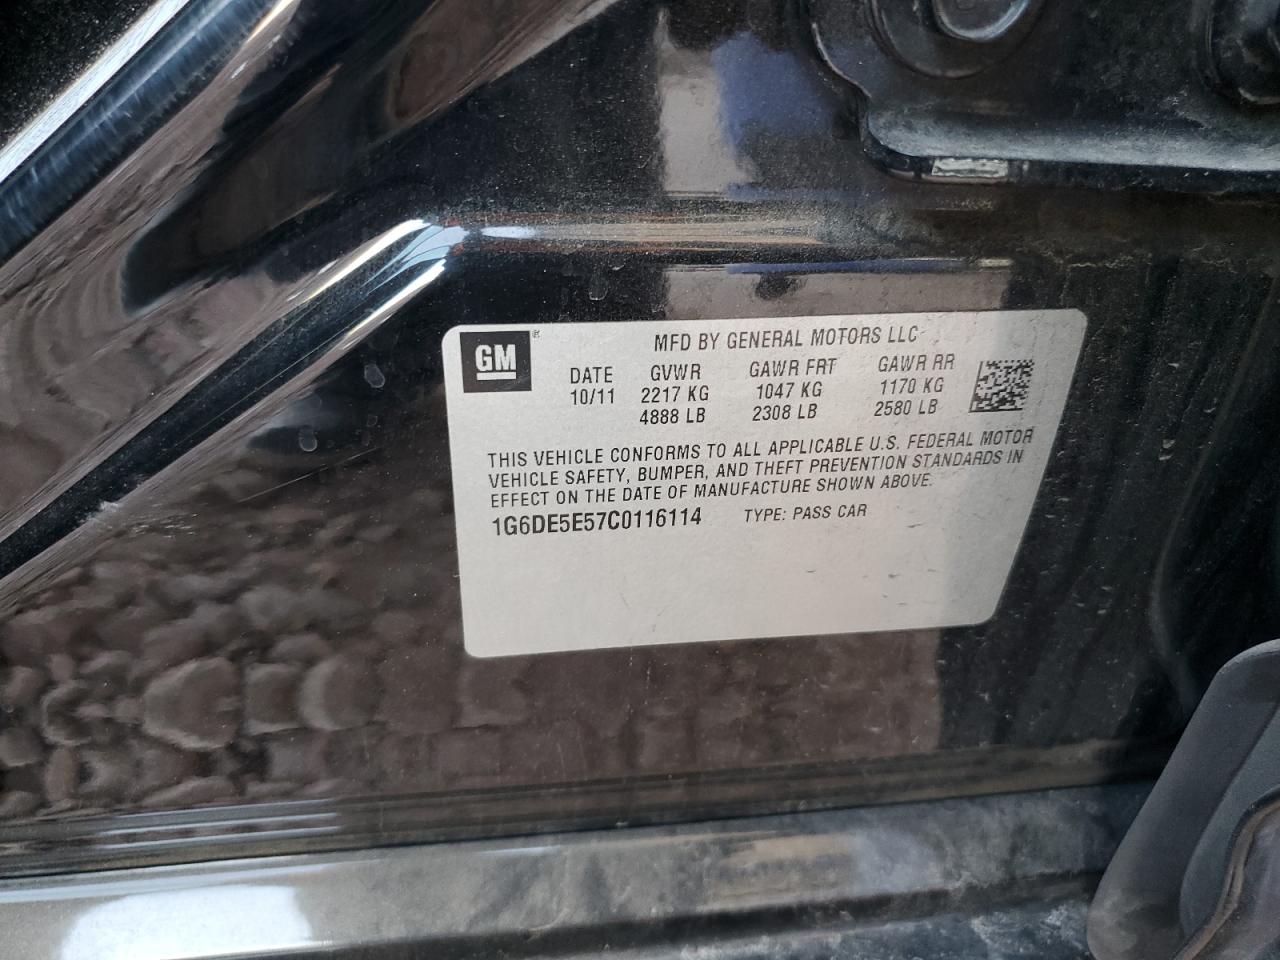 GM ® MFD BY GENERAL MOTORS LLC
DATE GVWR GAWR FRT GAWR RR
10/11 2217 KG 1047 KG 1170 KG
4888 LB 2308 LB 2580 LB
THIS VEHICLE CONFORMS TO ALL APPLICABLE U.S. FEDERAL MOTOR
VEHICLE SAFETY, BUMPER, AND THEFT PREVENTION STANDARDS IN
EFFECT ON THE DATE OF MANUFACTURE SHOWN ABOVE.
1G6DE5E57C0116114 TYPE: PASS CAR